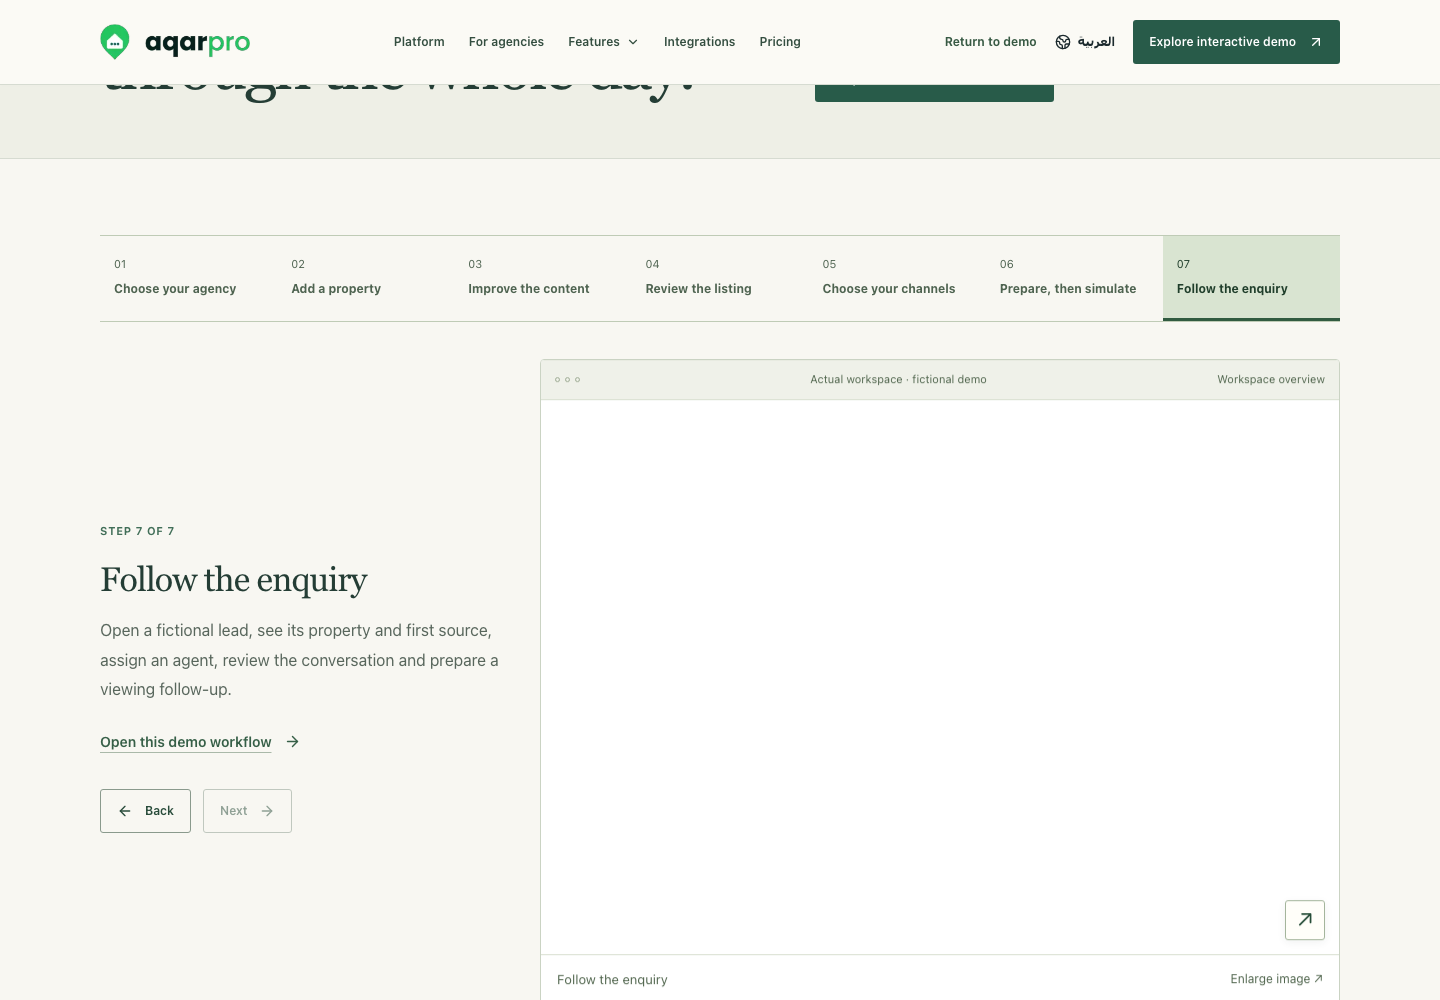 aqarpro
Platform
For agencies
Features
Integrations
Pricing
Return to demo
العربية
Explore interactive demo
through the whole day.
01
Choose your agency
02
Add a property
03
Improve the content
04
Review the listing
05
Choose your channels
06
Prepare, then simulate
07
Follow the enquiry
Actual workspace · fictional demo
Workspace overview
STEP 7 OF 7
Follow the enquiry
Open a fictional lead, see its property and first source,
assign an agent, review the conversation and prepare a
viewing follow-up.
Open this demo workflow
Back
Next
Follow the enquiry
Enlarge image ↗